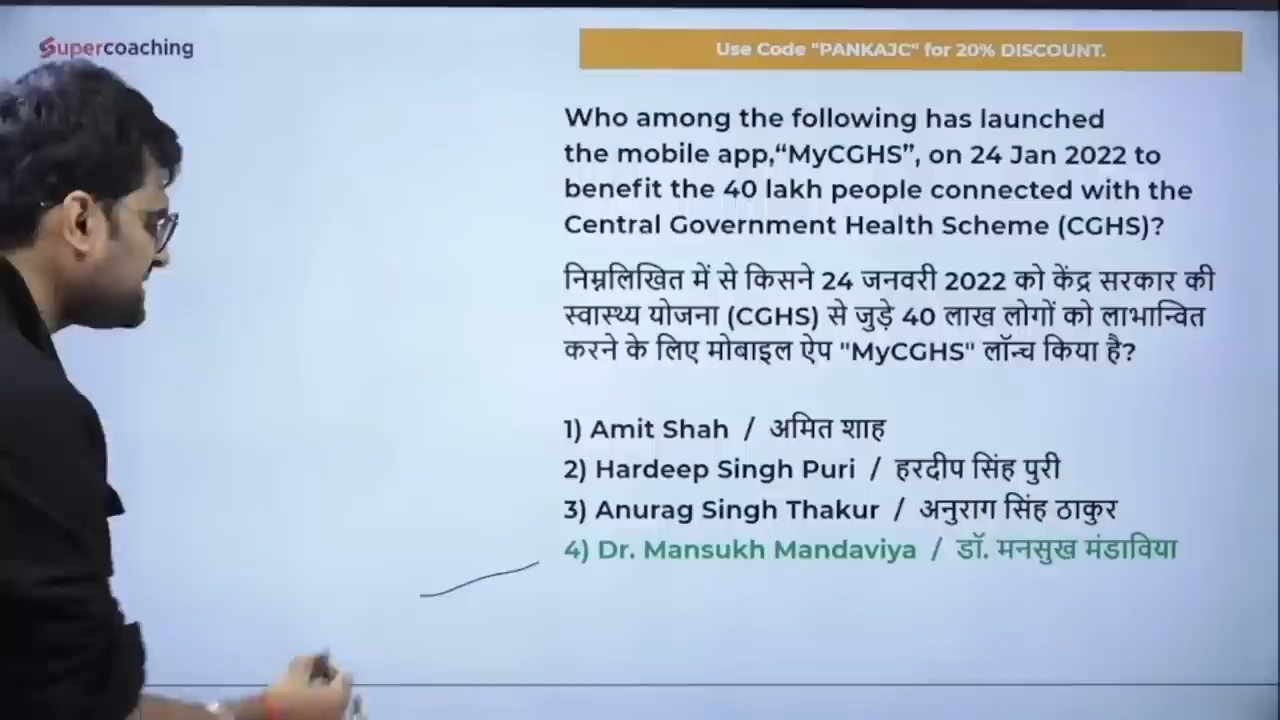 Supercoaching
Use Code "PANKAJC" for 20% DISCOUNT.
Who among the following has launched
the mobile app,“MyCGHS”, on 24 Jan 2022 to
benefit the 40 lakh people connected with the
Central Government Health Scheme (CGHS)?
निम्नलिखित में से किसने 24 जनवरी 2022 को केंद्र सरकार की
स्वास्थ्य योजना (CGHS) से जुड़े 40 लाख लोगों को लाभान्वित
करने के लिए मोबाइल ऐप "MyCGHS" लॉन्च किया है?
1) Amit Shah / अमित शाह
2) Hardeep Singh Puri / हरदीप सिंह पुरी
3) Anurag Singh Thakur / अनुराग सिंह ठाकुर
4) Dr. Mansukh Mandaviya / डॉ. मनसुख मंडाविया